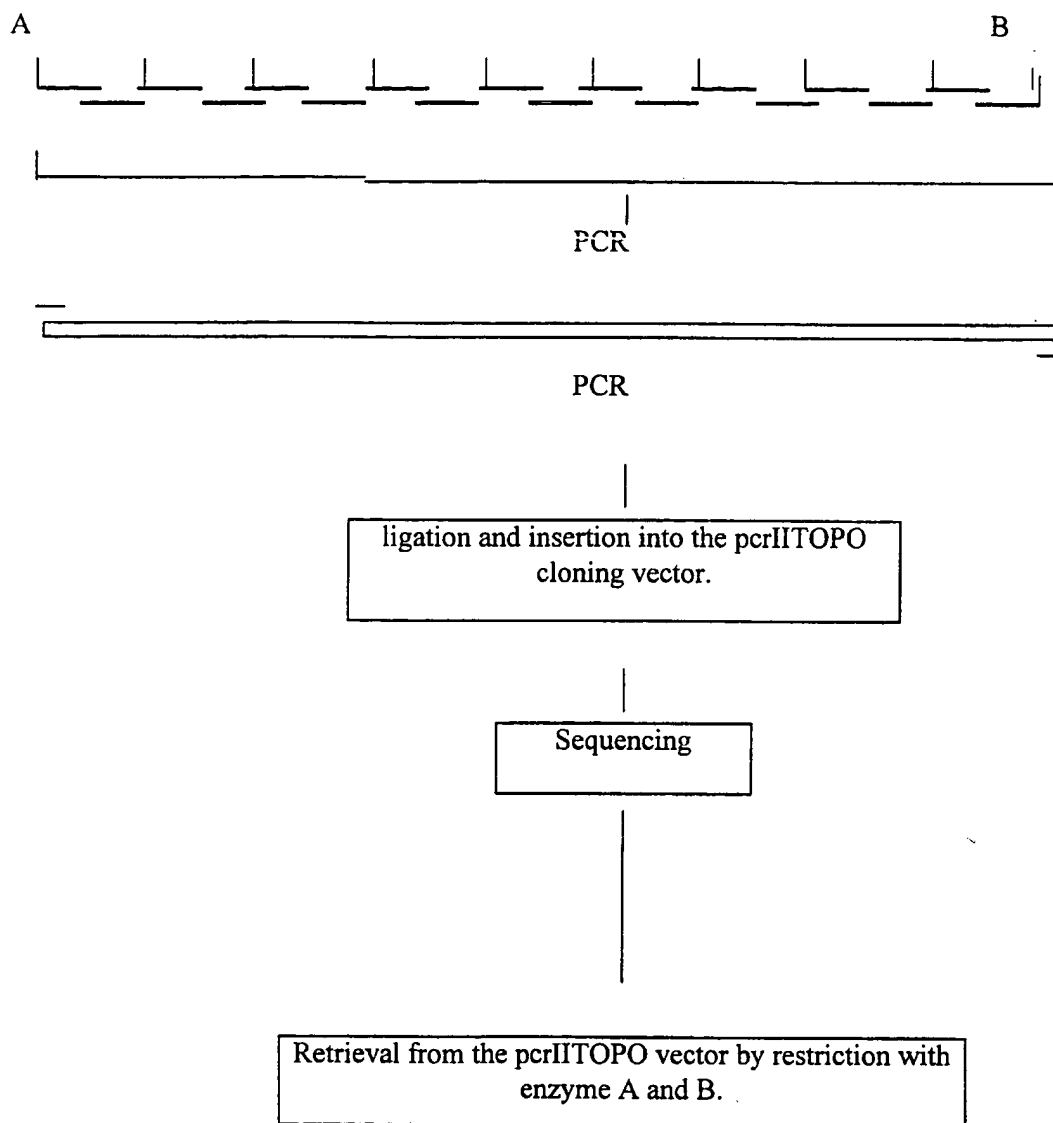 A B
PCR
PCR
ligation and insertion into the pcrIITOPO
cloning vector.
Sequencing
Retrieval from the pcrIITOPO vector by restriction with
enzyme A and B.